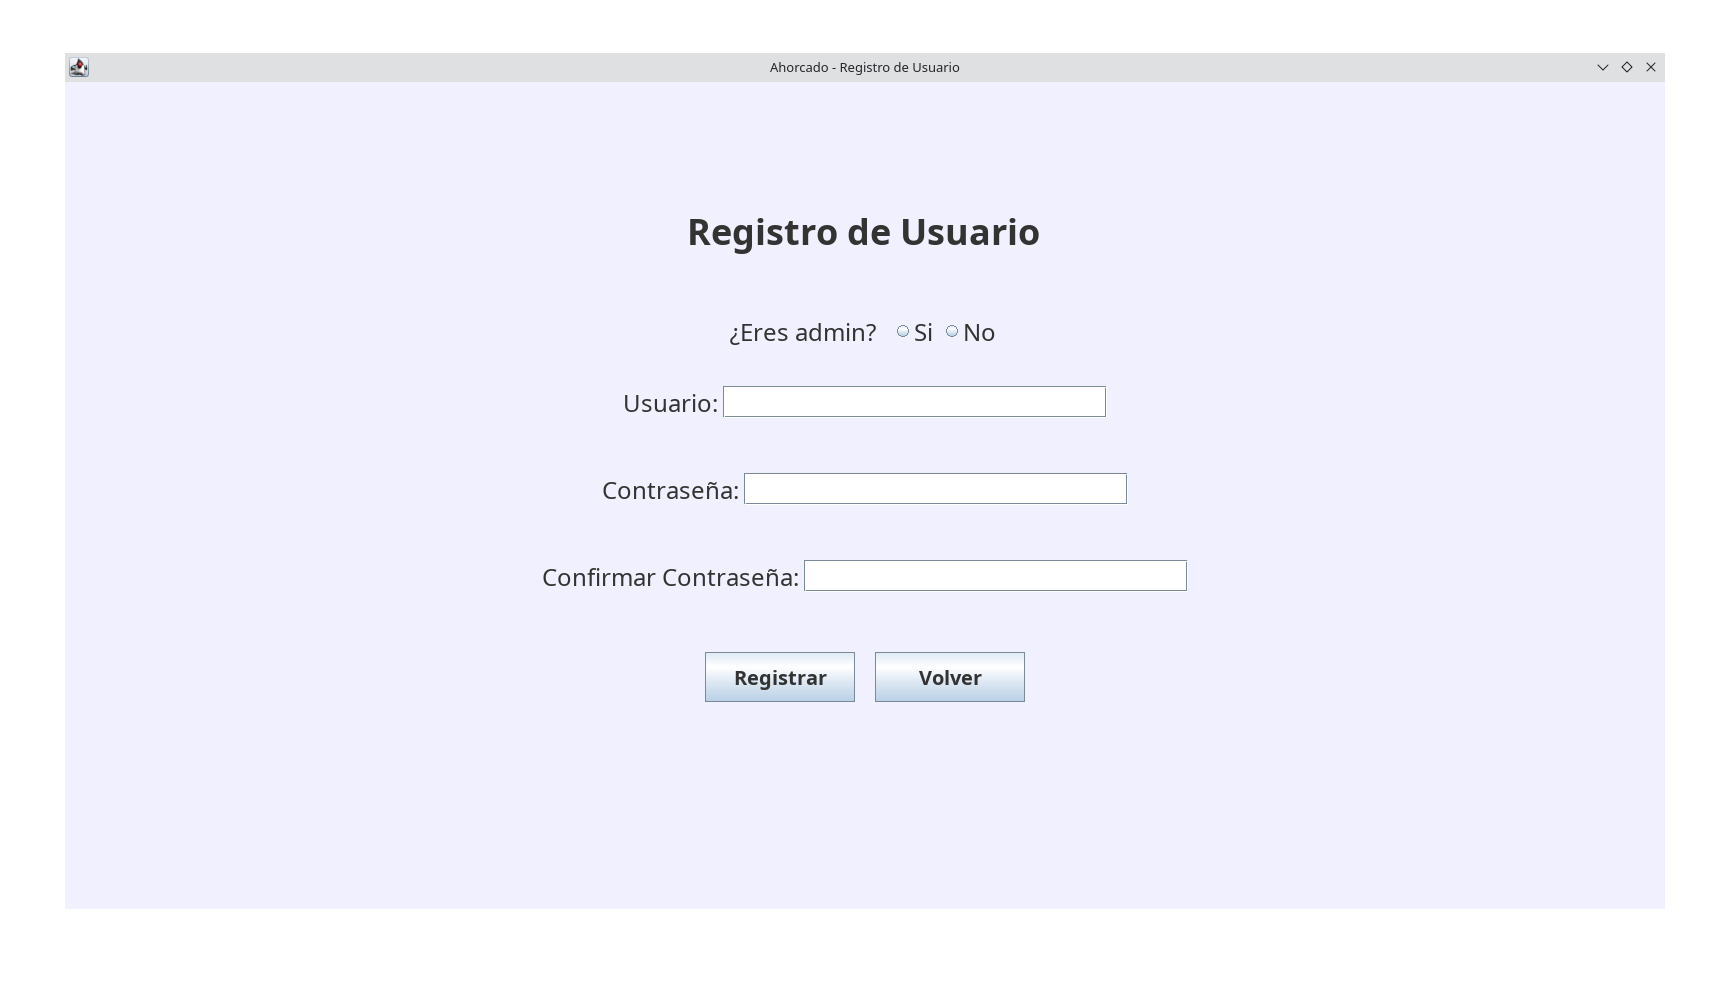 Ahorcado - Registro de Usuario
Registro de Usuario
¿Eres admin? Si No
Usuario:
Contraseña:
Confirmar Contraseña:
Registrar Volver